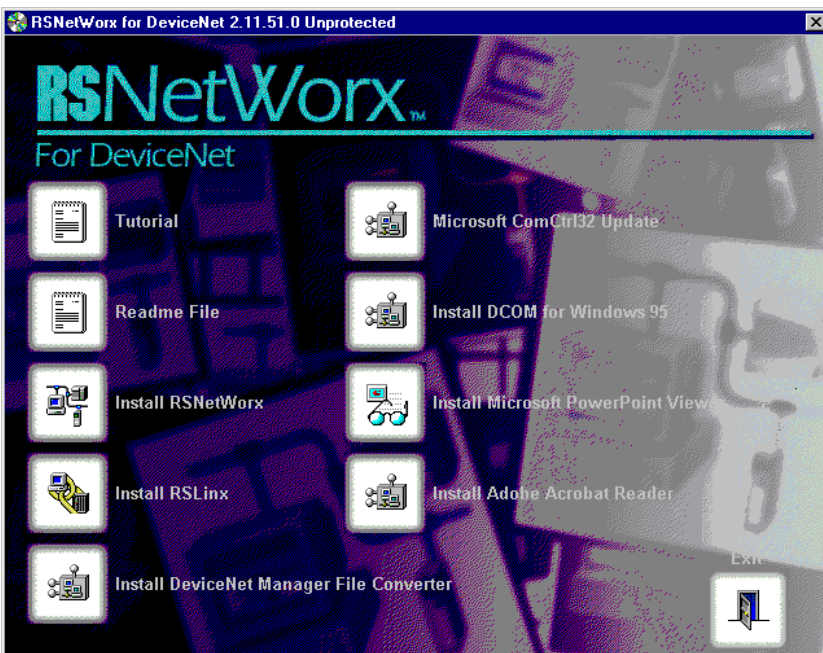 RSNetWorx for DeviceNet 2.11.51.0 Unprotected
RSNetWorx™
For DeviceNet
Tutorial
Readme File
Install RSNetWorx
Install RSLinx
Install DeviceNet Manager File Converter
Microsoft ComCtrl32 Update
Install DCOM for Windows 95
Install Microsoft PowerPoint View
Install Adobe Acrobat Reader
Exit